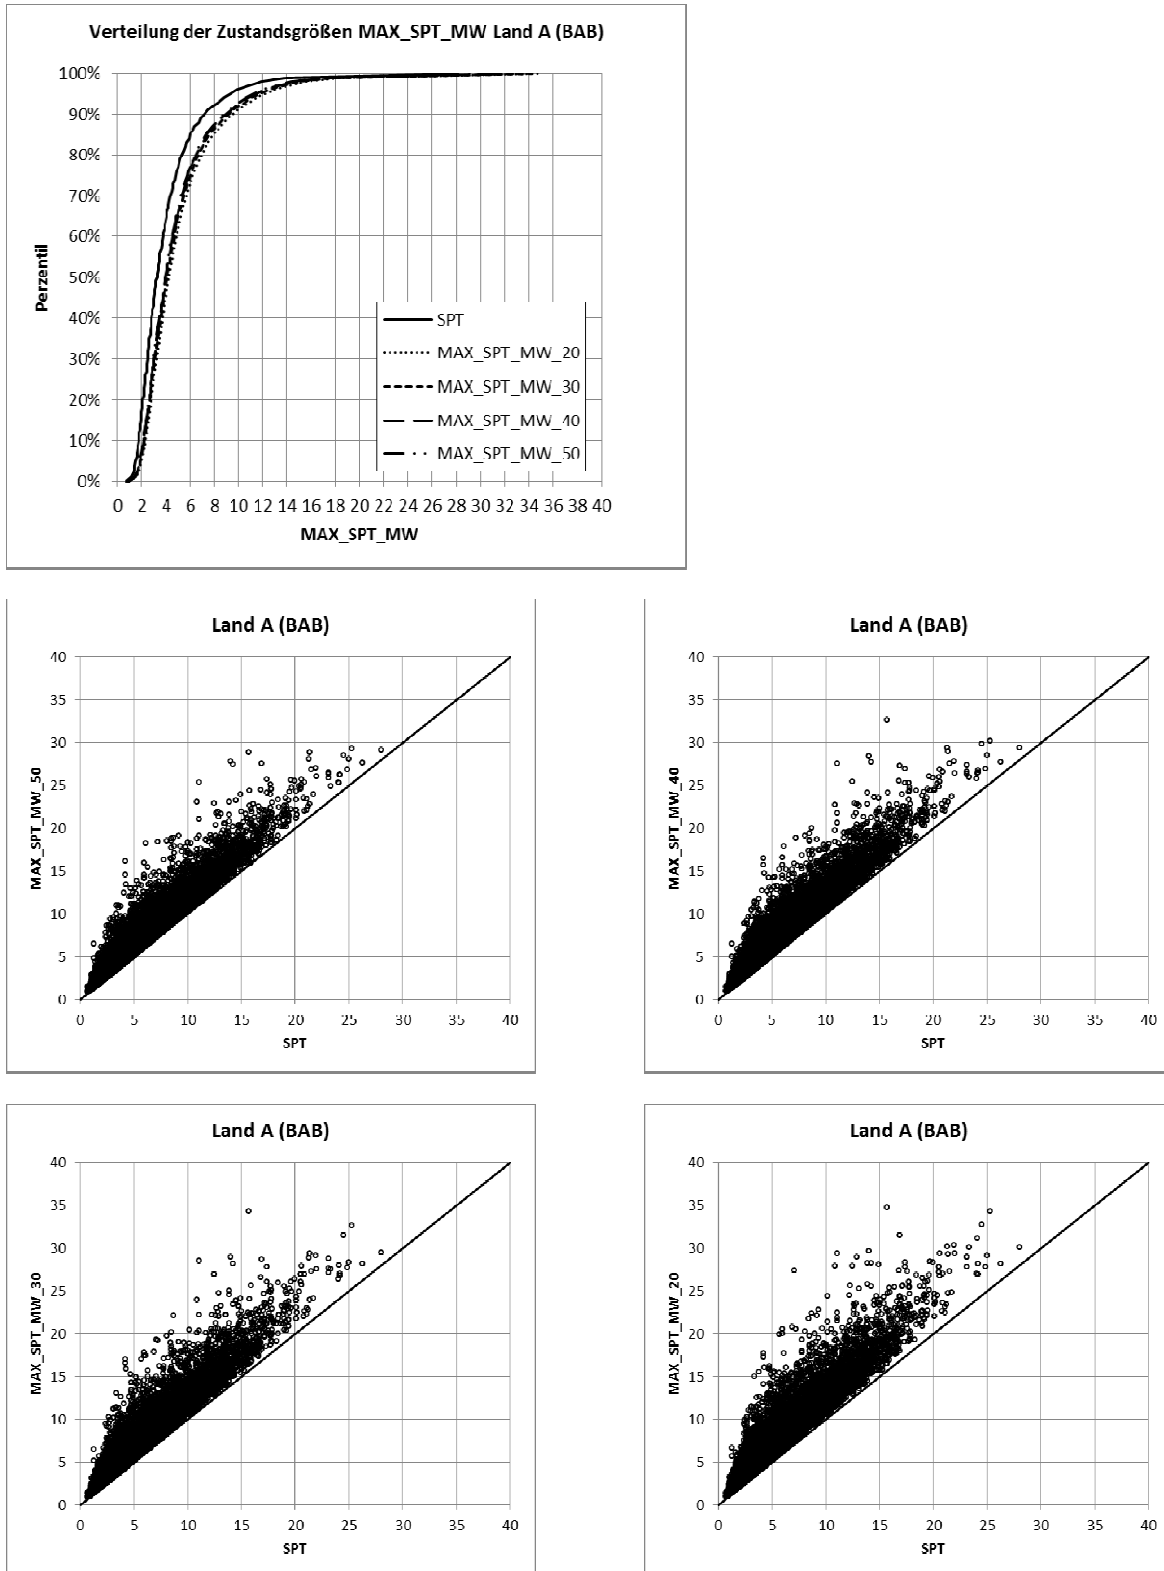 Verteilung der Zustandsgrößen MAX_SPT_MW Land A (BAB)
100%
90%
80%
70%
60%
50%
40%
30%
20%
10%
0%
Perzentil
SPT
MAX_SPT_MW_20
MAX_SPT_MW_30
MAX_SPT_MW_40
MAX_SPT_MW_50
0 2 4 6 8 10 12 14 16 18 20 22 24 26 28 30 32 34 36 38 40
MAX_SPT_MW
Land A (BAB)
40
35
30
25
20
15
10
5
0
MAX_SPT_MW_50
0 5 10 15 20 25 30 35 40
SPT
Land A (BAB)
40
35
30
25
20
15
10
5
0
MAX_SPT_MW_40
0 5 10 15 20 25 30 35 40
SPT
Land A (BAB)
40
35
30
25
20
15
10
5
0
MAX_SPT_MW_30
0 5 10 15 20 25 30 35 40
SPT
Land A (BAB)
40
35
30
25
20
15
10
5
0
MAX_SPT_MW_20
0 5 10 15 20 25 30 35 40
SPT